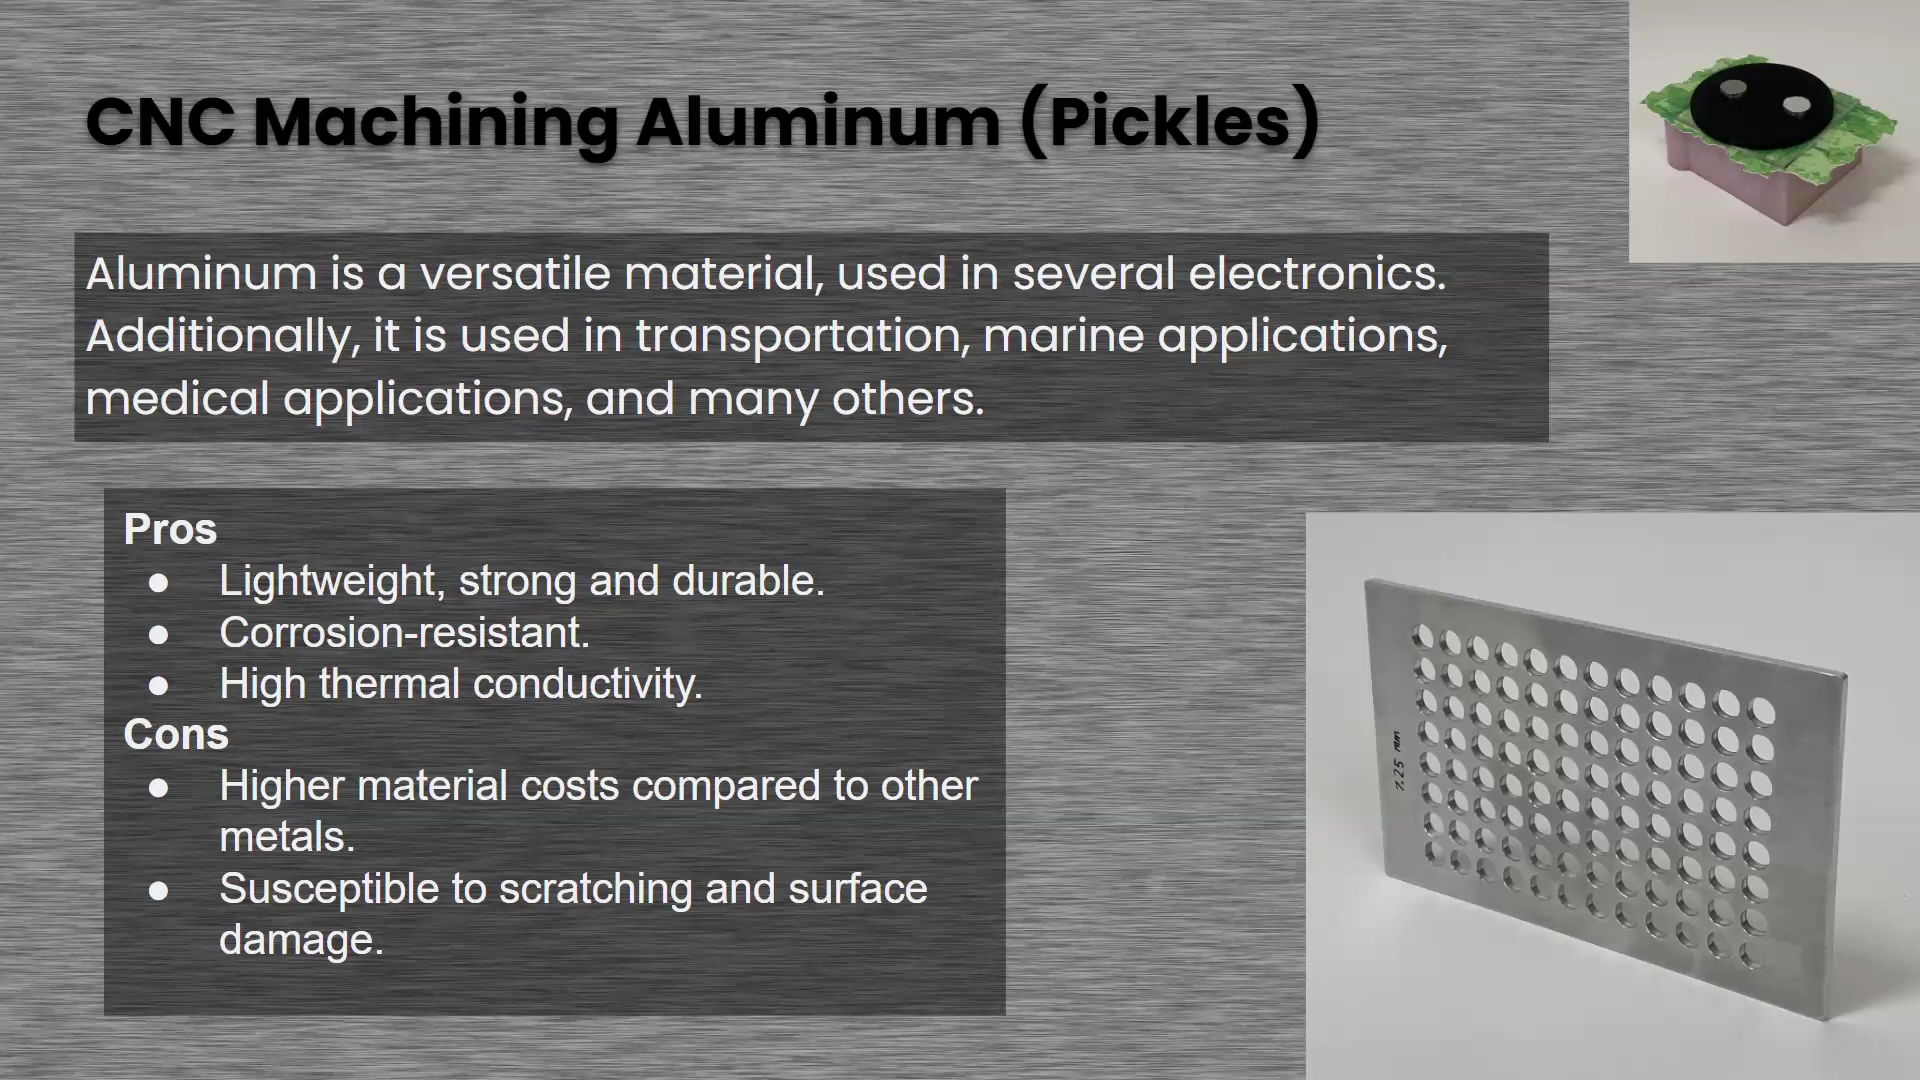 CNC Machining Aluminum (Pickles)
Aluminum is a versatile material, used in several electronics.
Additionally, it is used in transportation, marine applications,
medical applications, and many others.
Pros
● Lightweight, strong and durable.
● Corrosion-resistant.
● High thermal conductivity.
Cons
● Higher material costs compared to other
metals.
● Susceptible to scratching and surface
damage.
7.25 mm